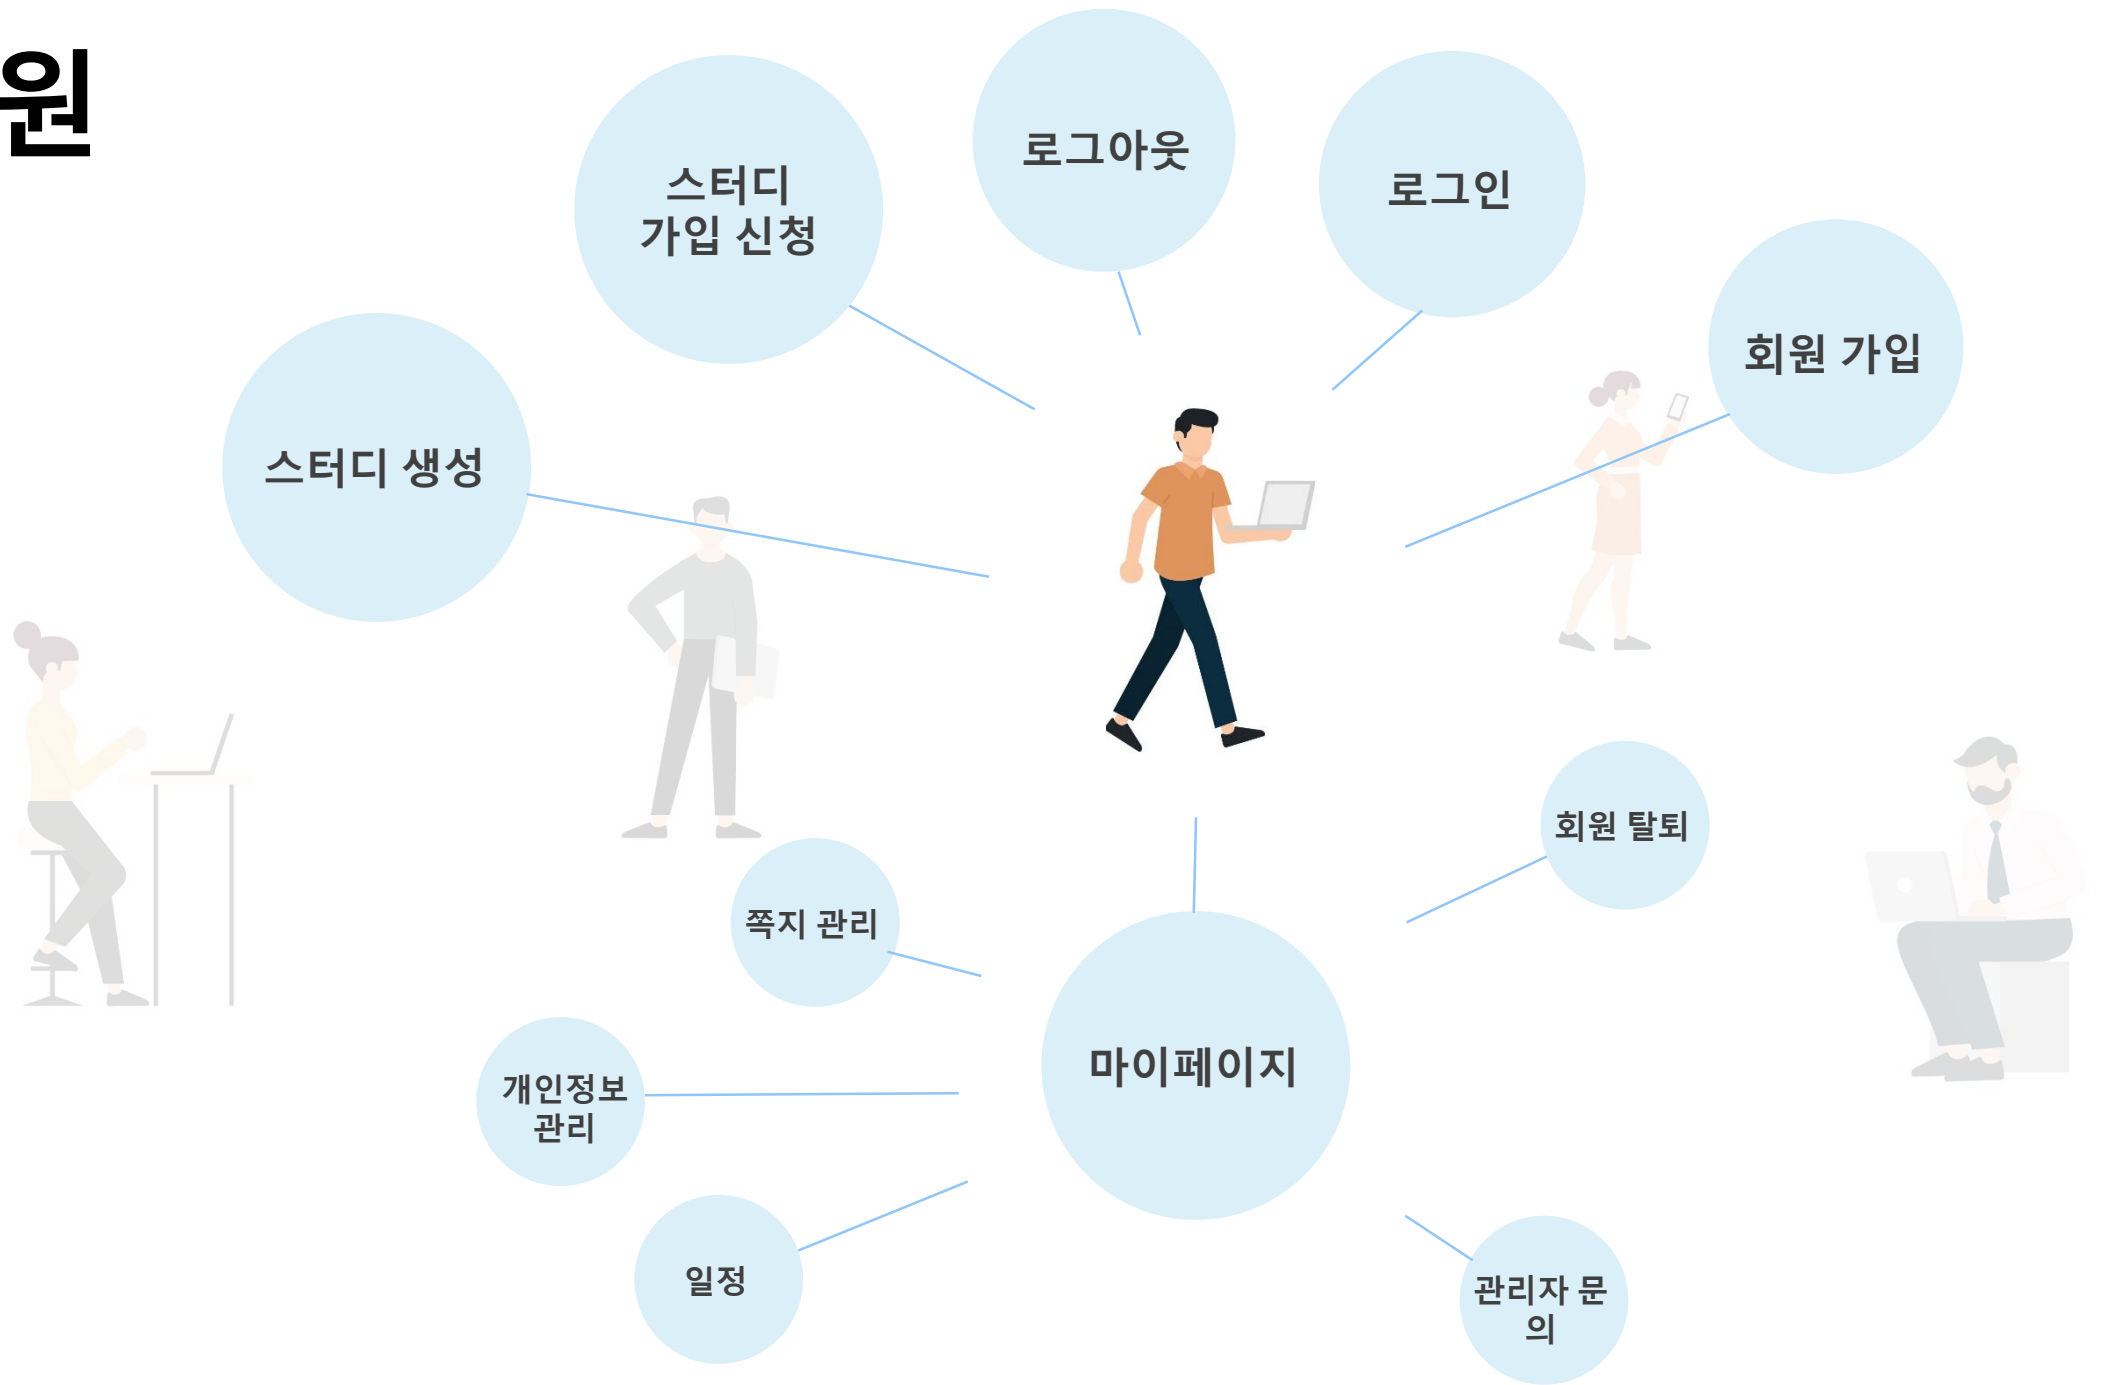 원
로그아웃
스터디
가입 신청
로그인
회원 가입
스터디 생성
회원 탈퇴
쪽지 관리
마이페이지
개인정보
관리
일정
관리자 문
의